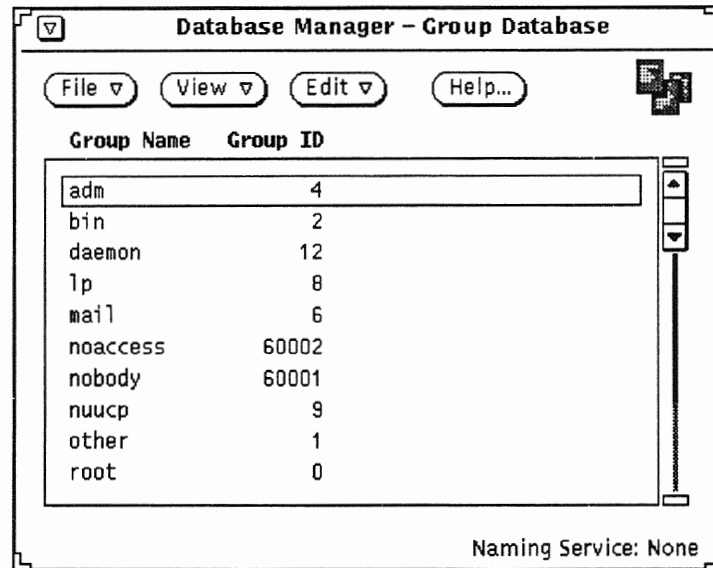 Database Manager – Group Database
File View Edit Help...
Group Name Group ID
adm 4
bin 2
daemon 12
lp 8
mail 6
noaccess 60002
nobody 60001
nuucp 9
other 1
root 0
Naming Service: None